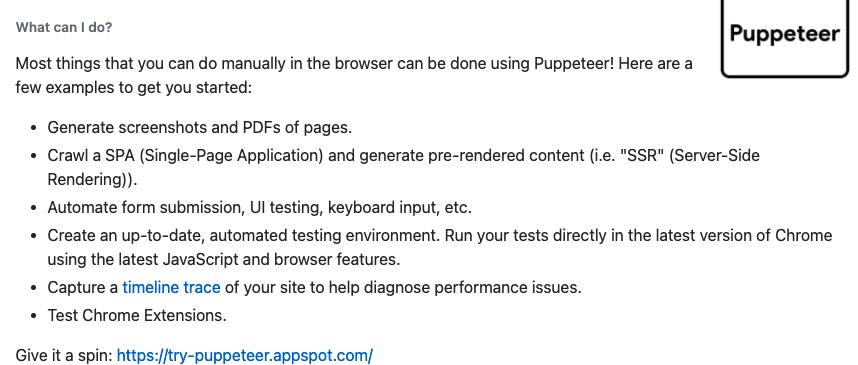 What can I do?
Puppeteer
Most things that you can do manually in the browser can be done using Puppeteer! Here are a
few examples to get you started:
• Generate screenshots and PDFs of pages.
• Crawl a SPA (Single-Page Application) and generate pre-rendered content (i.e. "SSR" (Server-Side
Rendering)).
• Automate form submission, UI testing, keyboard input, etc.
• Create an up-to-date, automated testing environment. Run your tests directly in the latest version of Chrome
using the latest JavaScript and browser features.
• Capture a timeline trace of your site to help diagnose performance issues.
• Test Chrome Extensions.
Give it a spin: https://try-puppeteer.appspot.com/